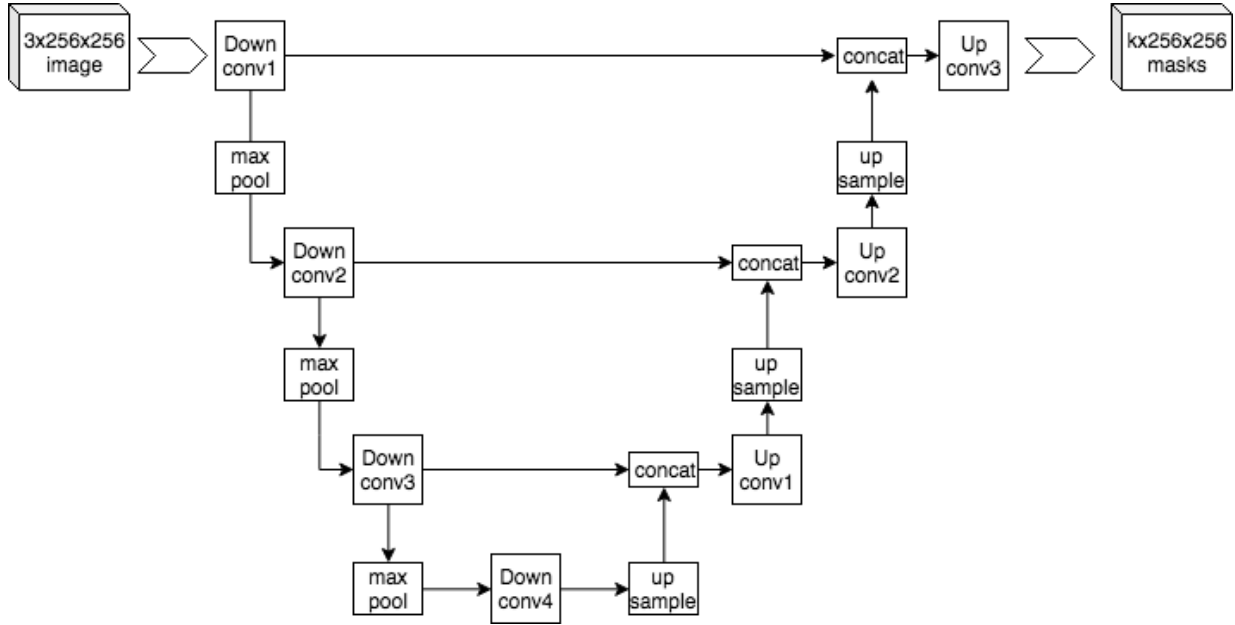 3x256x256
image
Down
conv1
concat
Up
conv3
kx256x256
masks
max
pool
up
sample
Down
conv2
concat
Up
conv2
max
pool
up
sample
Down
conv3
concat
Up
conv1
max
pool
Down
conv4
up
sample